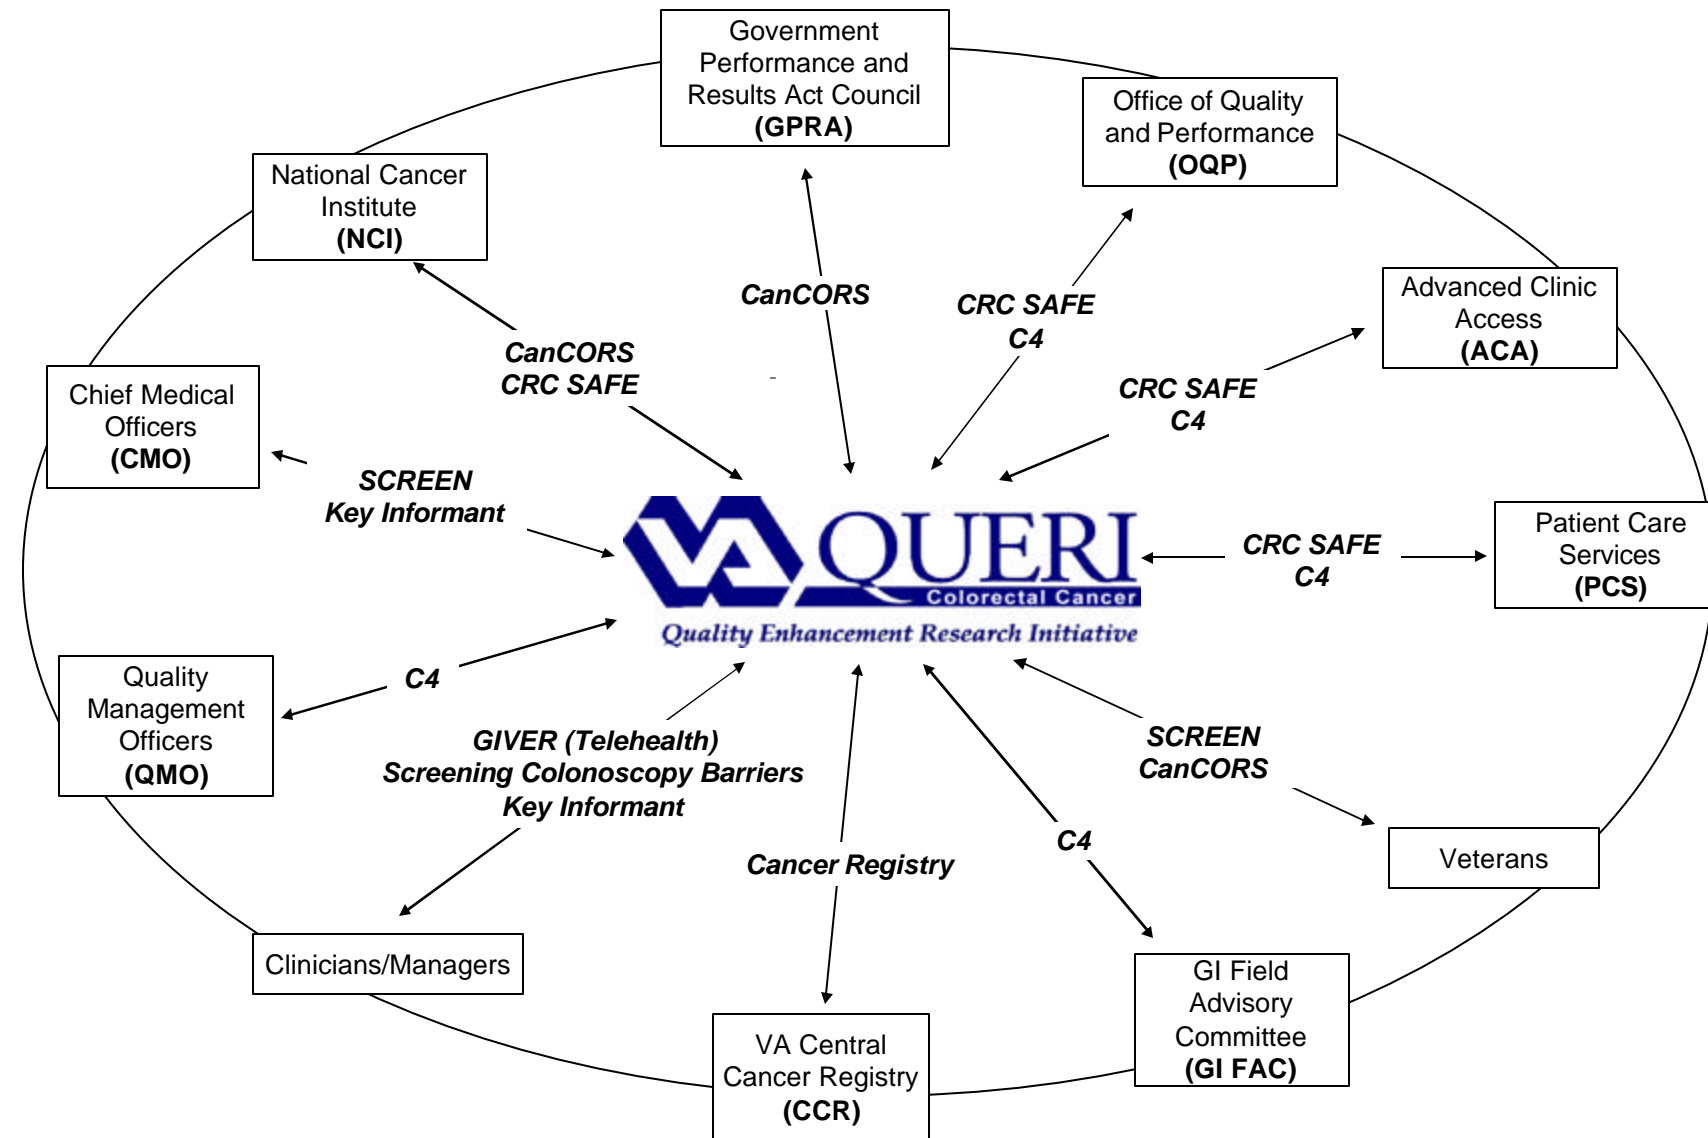 Government
Performance and
Results Act Council
(GPRA)
Office of Quality
and Performance
(OQP)
National Cancer
Institute
(NCI)
Advanced Clinic
Access
(ACA)
CanCORS
CRC SAFE
C4
CanCORS
CRC SAFE
CRC SAFE
C4
Chief Medical
Officers
(CMO)
SCREEN
Key Informant
VA QUERI
Colorectal Cancer
Quality Enhancement Research Initiative
CRC SAFE
C4
Patient Care
Services
(PCS)
Quality
Management
Officers
(QMO)
C4
GIVER (Telehealth)
Screening Colonoscopy Barriers
Key Informant
SCREEN
CanCORS
Cancer Registry
C4
Veterans
Clinicians/Managers
VA Central
Cancer Registry
(CCR)
GI Field
Advisory
Committee
(GI FAC)